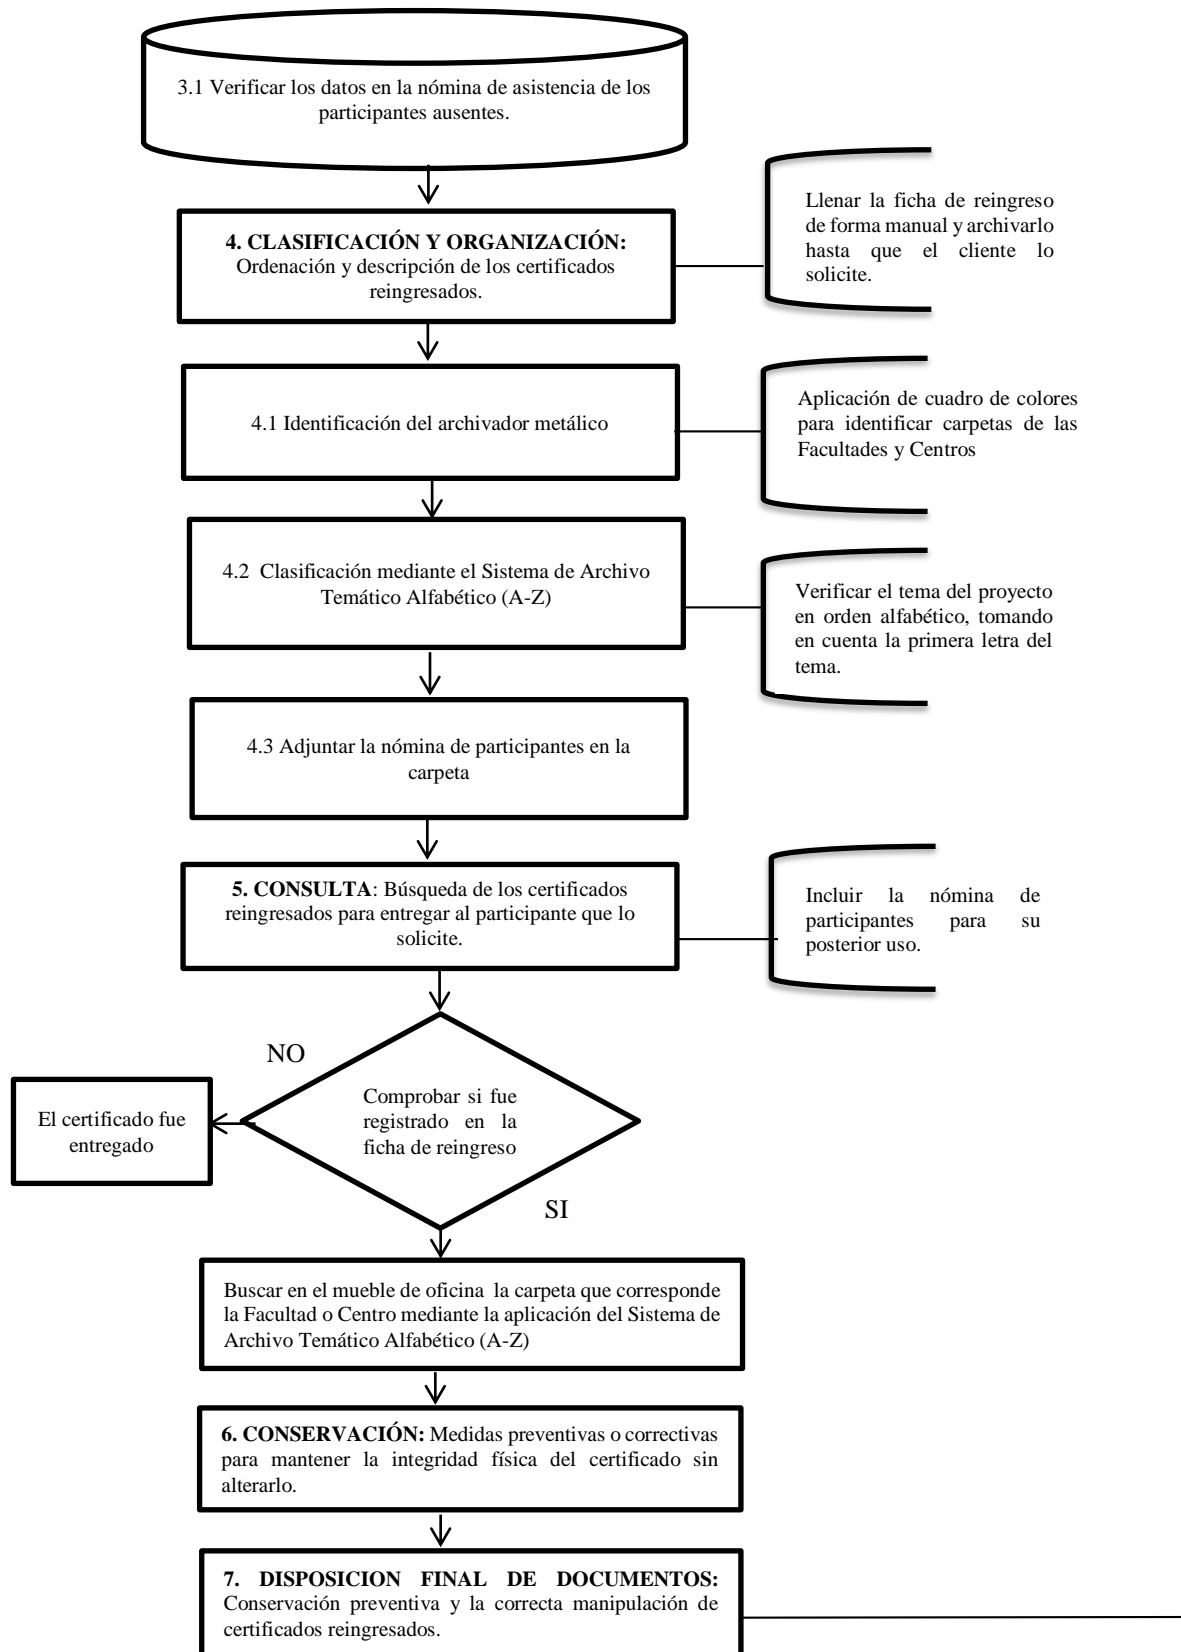 3.1 Verificar los datos en la nómina de asistencia de los
participantes ausentes.
4. CLASIFICACIÓN Y ORGANIZACIÓN:
Ordenación y descripción de los certificados
reingresados.
Llenar la ficha de reingreso
de forma manual y archivarlo
hasta que el cliente lo
solicite.
4.1 Identificación del archivador metálico
Aplicación de cuadro de colores
para identificar carpetas de las
Facultades y Centros
4.2 Clasificación mediante el Sistema de Archivo
Temático Alfabético (A-Z)
Verificar el tema del proyecto
en orden alfabético, tomando
en cuenta la primera letra del
tema.
4.3 Adjuntar la nómina de participantes en la
carpeta
5. CONSULTA: Búsqueda de los certificados
reingresados para entregar al participante que lo
solicite.
Incluir la nómina de
participantes para su
posterior uso.
NO
Comprobar si fue
registrado en la
ficha de reingreso
El certificado fue
entregado
SI
Buscar en el mueble de oficina la carpeta que corresponde
la Facultad o Centro mediante la aplicación del Sistema de
Archivo Temático Alfabético (A-Z)
6. CONSERVACIÓN: Medidas preventivas o correctivas
para mantener la integridad física del certificado sin
alterarlo.
7. DISPOSICION FINAL DE DOCUMENTOS:
Conservación preventiva y la correcta manipulación de
certificados reingresados.